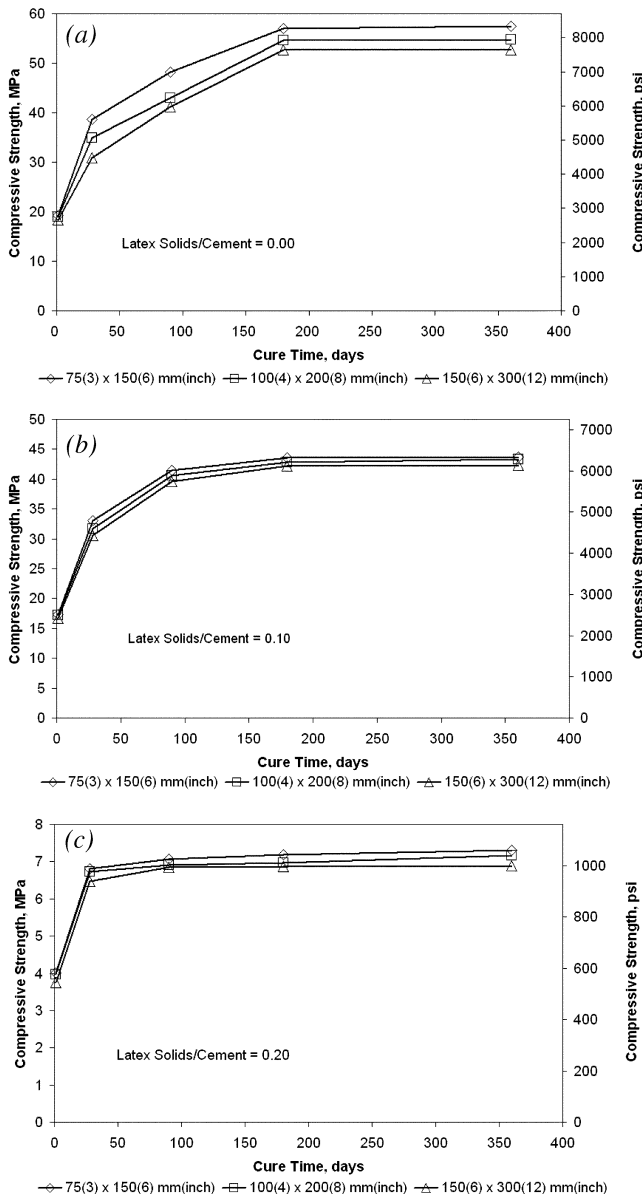 (a)
Compressive Strength, MPa
60
50
40
30
20
10
0
Latex Solids/Cement = 0.00
0 50 100 150 200 250 300 350 400
Cure Time, days
8000
7000
6000
5000
4000
3000
2000
1000
0
Compressive Strength, psi
75(3) x 150(6) mm(inch) 100(4) x 200(8) mm(inch) 150(6) x 300(12) mm(inch)
(b)
Compressive Strength, MPa
50
45
40
35
30
25
20
15
10
5
0
Latex Solids/Cement = 0.10
0 50 100 150 200 250 300 350 400
Cure Time, days
7000
6000
5000
4000
3000
2000
1000
0
Compressive Strength, psi
75(3) x 150(6) mm(inch) 100(4) x 200(8) mm(inch) 150(6) x 300(12) mm(inch)
(c)
Compressive Strength, MPa
8
7
6
5
4
3
2
1
0
Latex Solids/Cement = 0.20
0 50 100 150 200 250 300 350 400
Cure Time, days
1000
800
600
400
200
0
Compressive Strength, psi
75(3) x 150(6) mm(inch) 100(4) x 200(8) mm(inch) 150(6) x 300(12) mm(inch)